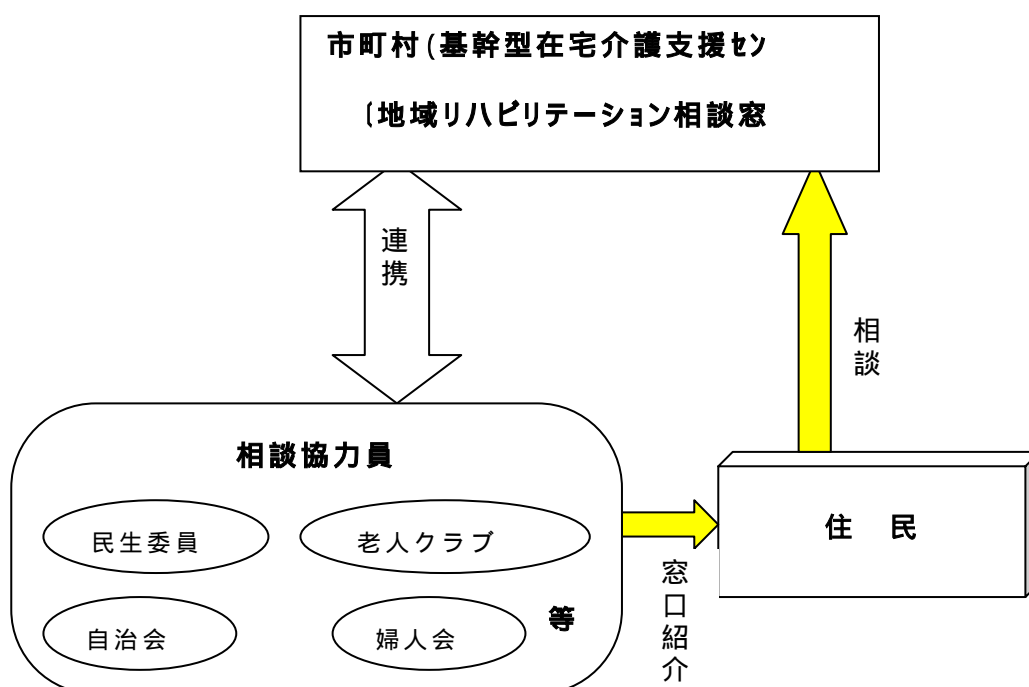 市町村(基幹型在宅介護支援ｾﾝ
〔地域リハビリテーション相談窓
連携
相談
相談協力員
民生委員
老人クラブ
住　民
自治会
婦人会
等
窓口紹介